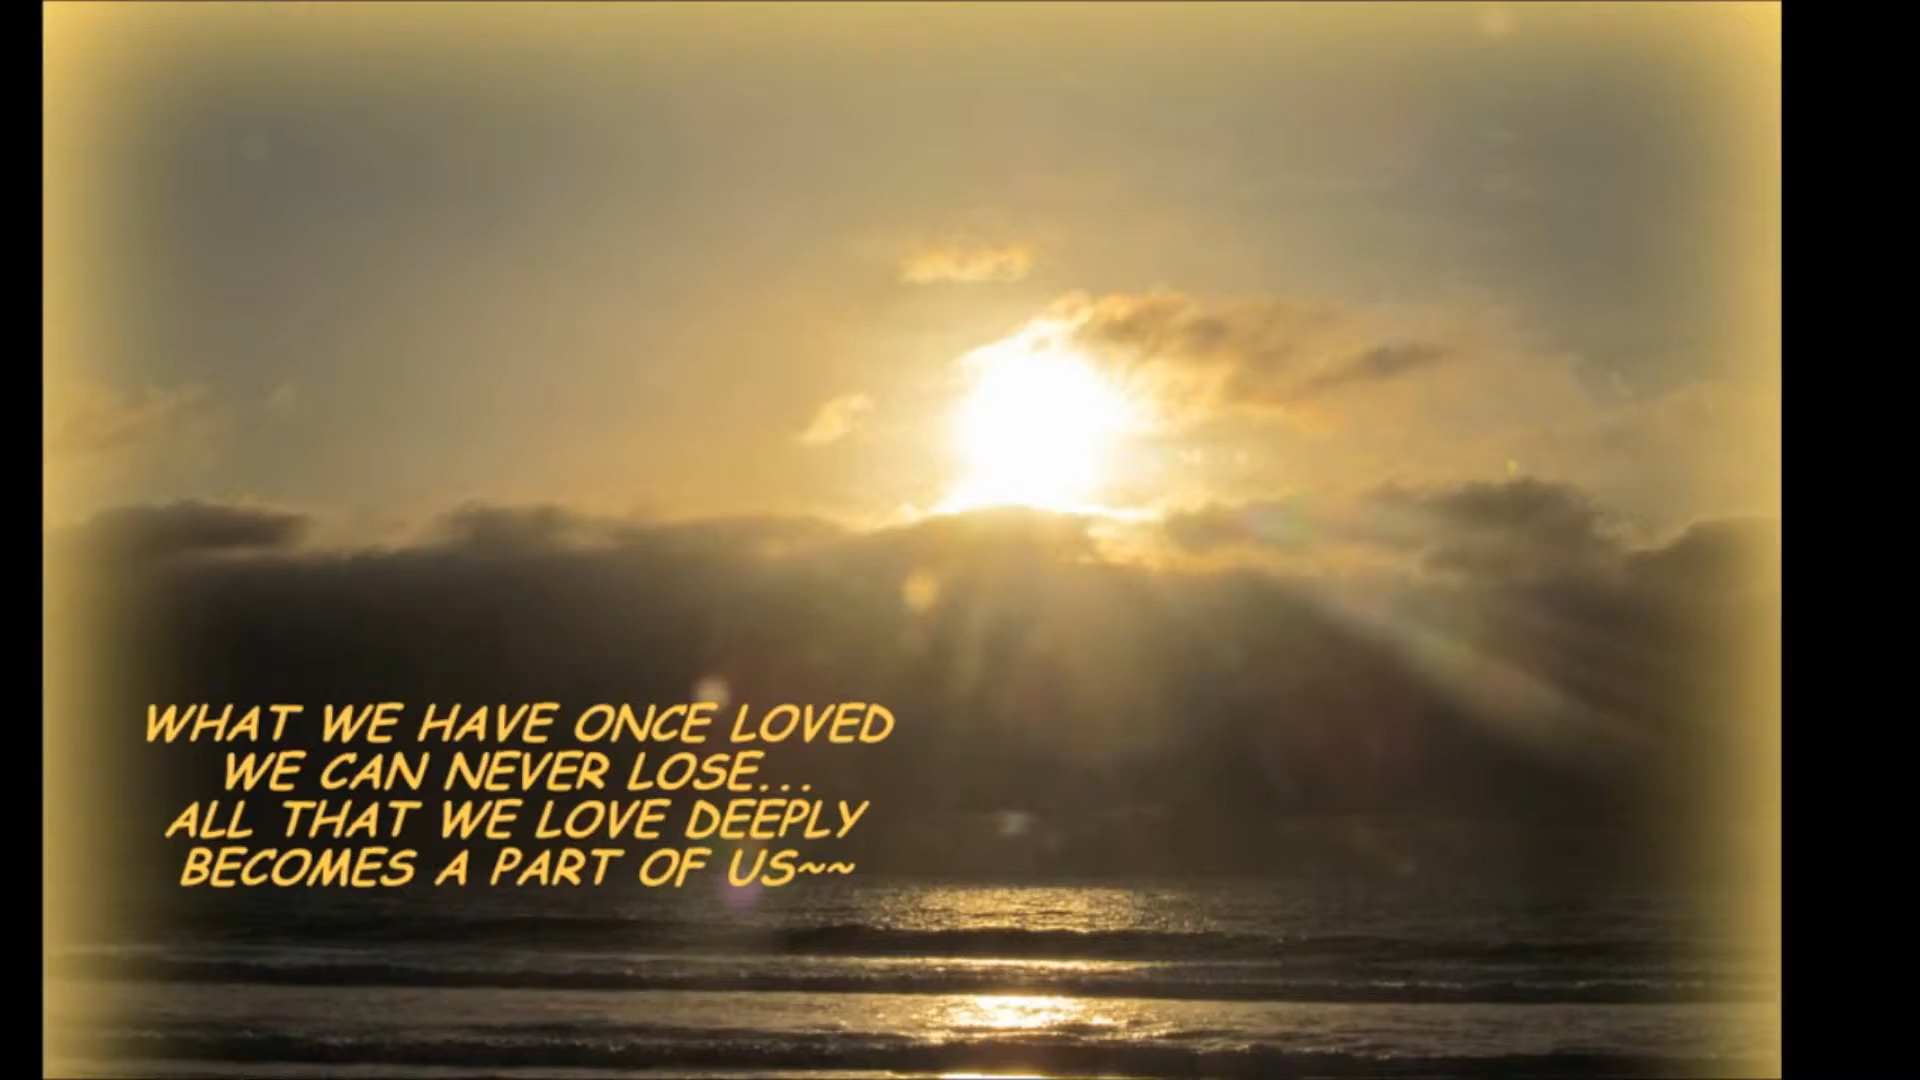 WHAT WE HAVE ONCE LOVED
WE CAN NEVER LOSE...
ALL THAT WE LOVE DEEPLY
BECOMES A PART OF US~~